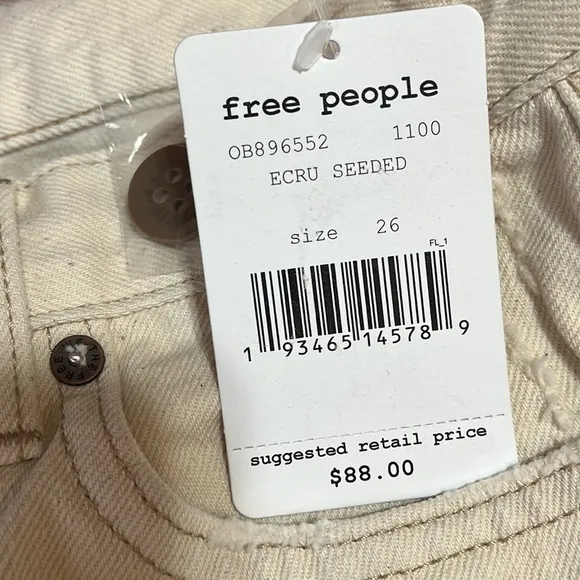 free people
OB896552 1100
ECRU SEEDED
size 26
FL_1
1 93465 14578 9
suggested retail price
$88.00